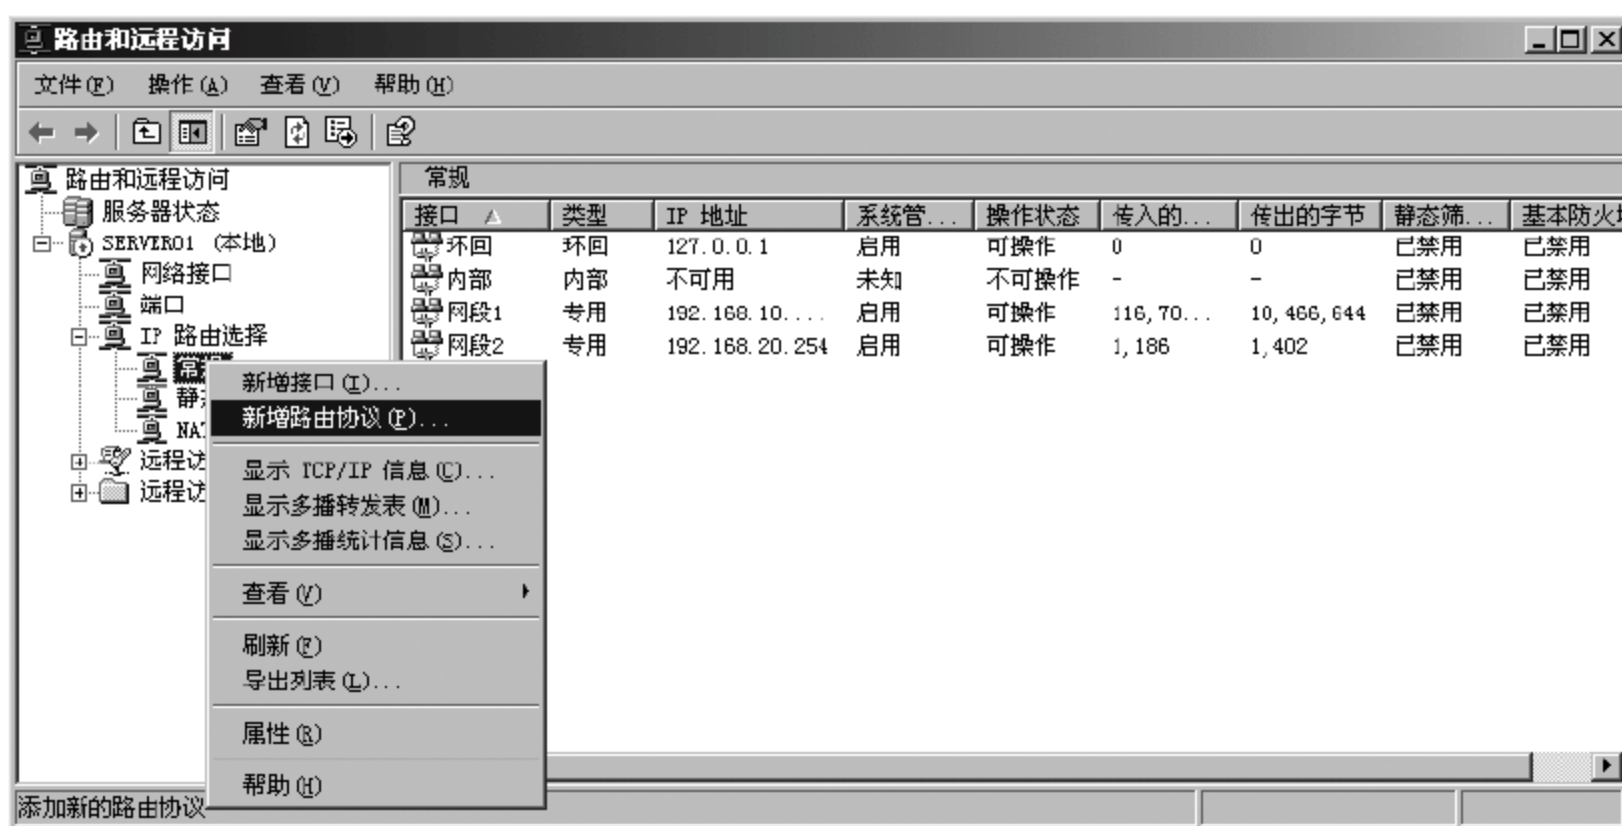 路由和远程访问
文件(F) 操作(A) 查看(V) 帮助(H)
路由和远程访问
服务器状态
SERVER01 (本地)
网络接口
端口
IP 路由选择
静
NA
远程访
远程访
常规
接口 类型 IP 地址 系统管... 操作状态 传入的... 传出的字节 静态筛... 基本防火
环回 环回 127.0.0.1 启用 可操作 0 0 已禁用 已禁用
内部 内部 不可用 未知 不可操作 - - 已禁用 已禁用
网段1 专用 192.168.10.... 启用 可操作 116,70... 10,466,644 已禁用 已禁用
网段2 专用 192.168.20.254 启用 可操作 1,186 1,402 已禁用 已禁用
新增接口(I)...
新增路由协议(P)...
显示 TCP/IP 信息(C)...
显示多播转发表(M)...
显示多播统计信息(S)...
查看(V)
刷新(F)
导出列表(L)...
属性(R)
帮助(H)
添加新的路由协议